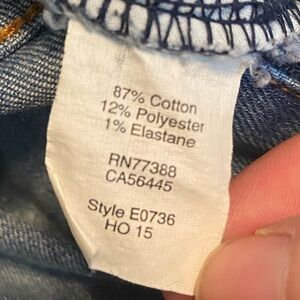 87% Cotton
12% Polyester
1% Elastane
RN77388
CA56445
Style E0736
HO 15